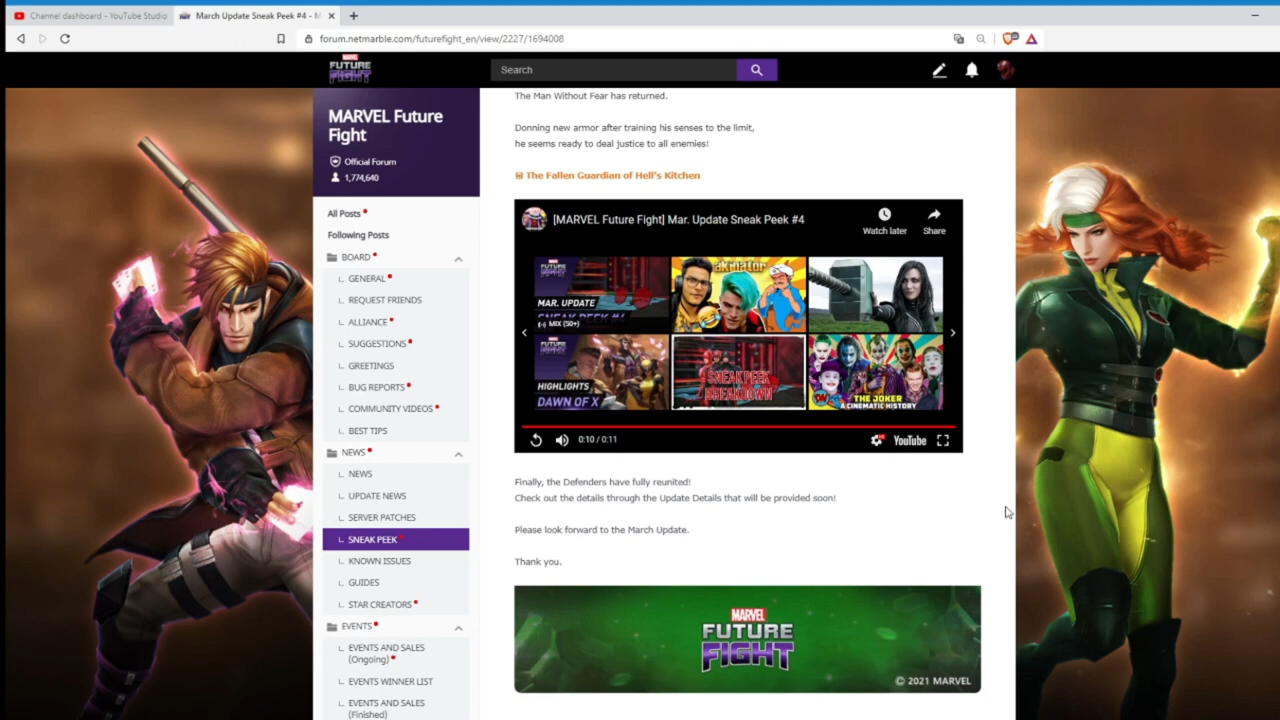 Channel dashboard - YouTube Studio
March Update Sneak Peek #4 - M
forum.netmarble.com/futurefight_en/view/2227/1694008
MARVEL
FUTURE
FIGHT
Search
MARVEL Future
Fight
Official Forum
1,774,640
All Posts
Following Posts
BOARD
GENERAL
REQUEST FRIENDS
ALLIANCE
SUGGESTIONS
GREETINGS
BUG REPORTS
COMMUNITY VIDEOS
BEST TIPS
NEWS
NEWS
UPDATE NEWS
SERVER PATCHES
SNEAK PEEK
KNOWN ISSUES
GUIDES
STAR CREATORS
EVENTS
EVENTS AND SALES
(Ongoing)
EVENTS WINNER LIST
EVENTS AND SALES
(Finished)
The Man Without Fear has returned.
Donning new armor after training his senses to the limit,
he seems ready to deal justice to all enemies!
The Fallen Guardian of Hell's Kitchen
[MARVEL Future Fight] Mar. Update Sneak Peek #4
Watch later
Share
MAR. UPDATE
SNEAK PEEK #4
MIX (50+)
akinator
HIGHLIGHTS
DAWN OF X
SNEAKPEEK
BREAKDOWN
THE JOKER
A CINEMATIC HISTORY
0:10 / 0:11
YouTube
Finally, the Defenders have fully reunited!
Check out the details through the Update Details that will be provided soon!
Please look forward to the March Update.
Thank you.
MARVEL
FUTURE
FIGHT
© 2021 MARVEL